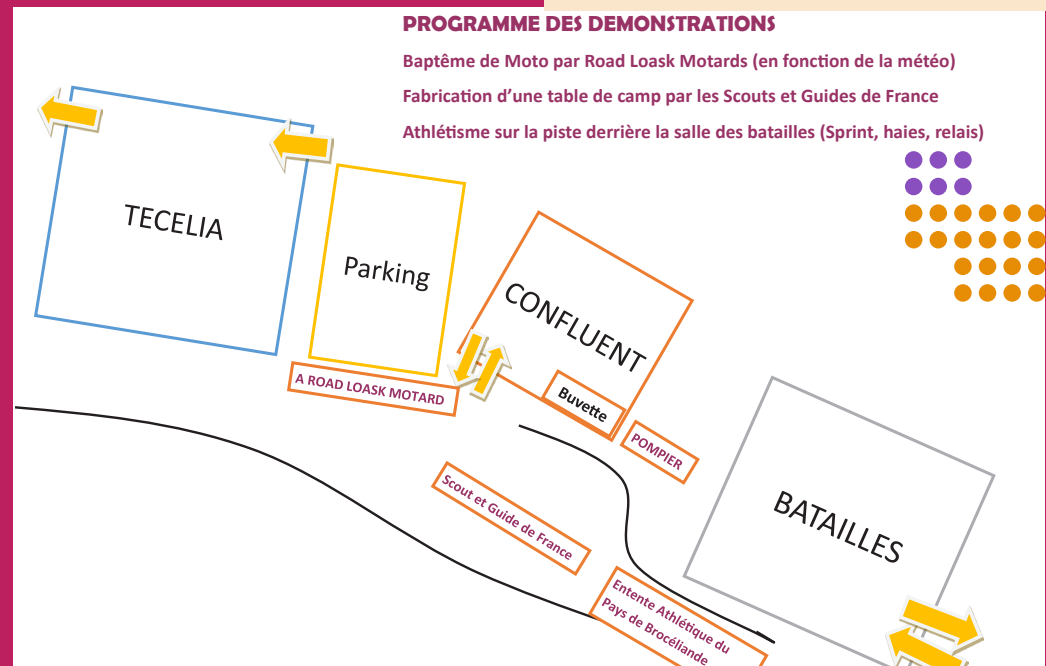 PROGRAMME DES DEMONSTRATIONS
Baptême de Moto par Road Loask Motards (en fonction de la météo)
Fabrication d'une table de camp par les Scouts et Guides de France
Athlétisme sur la piste derrière la salle des batailles (Sprint, haies, relais)
TECELIA
Parking
CONFLUENT
Buvette
A ROAD LOASK MOTARD
POMPIER
Scout et Guide de France
BATAILLES
Entente Athlétique du
Pays de Brocéliande